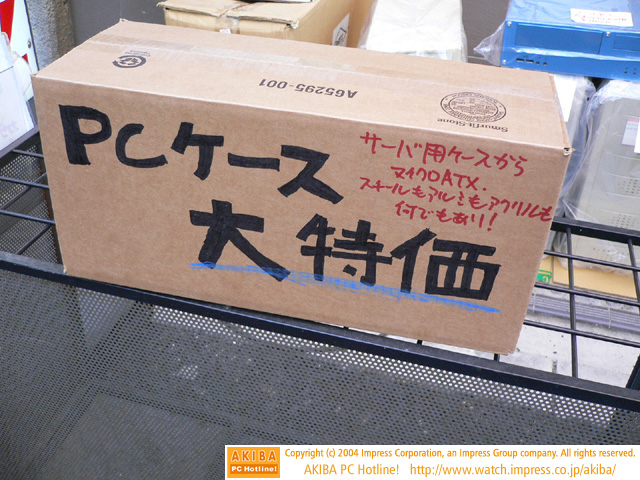 A65295-001
Smurfit-Stone
PCケース
大特価
サーバ用ケースから
マイクロATX.
スチールもアルミもアクリルも
何でもあり!
AKIBA
PC Hotline!
Copyright (c) 2004 Impress Corporation, an Impress Group company. All rights reserved.
AKIBA PC Hotline! http://www.watch.impress.co.jp/akiba/